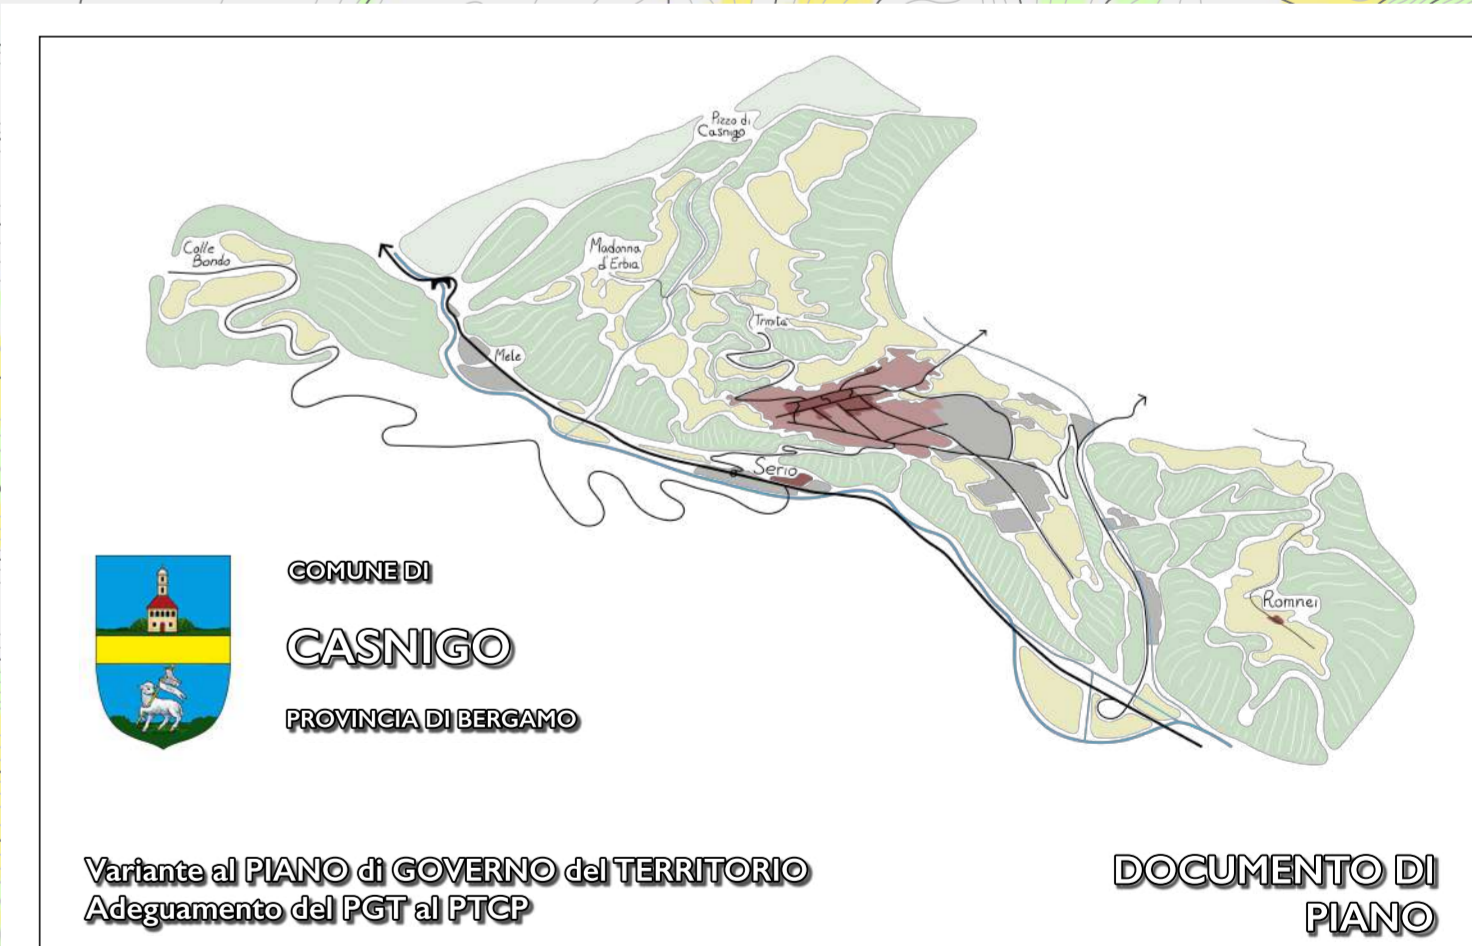 Pizzo di
Casnigo
Colle
Bondo
Madonna
d'Erbia
Trinità
Mele
Serio
Romnei
COMUNE DI
CASNIGO
PROVINCIA DI BERGAMO
Variante al PIANO di GOVERNO del TERRITORIO
Adeguamento del PGT al PTCP
DOCUMENTO DI
PIANO